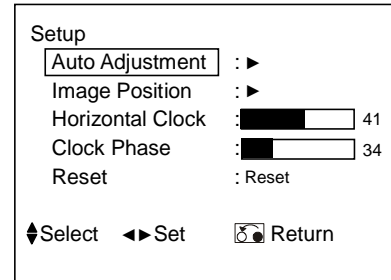 Setup
Auto Adjustment : ►
Image Position : ►
Horizontal Clock : 41
Clock Phase : 34
Reset : Reset
♦Select ◄►Set Return